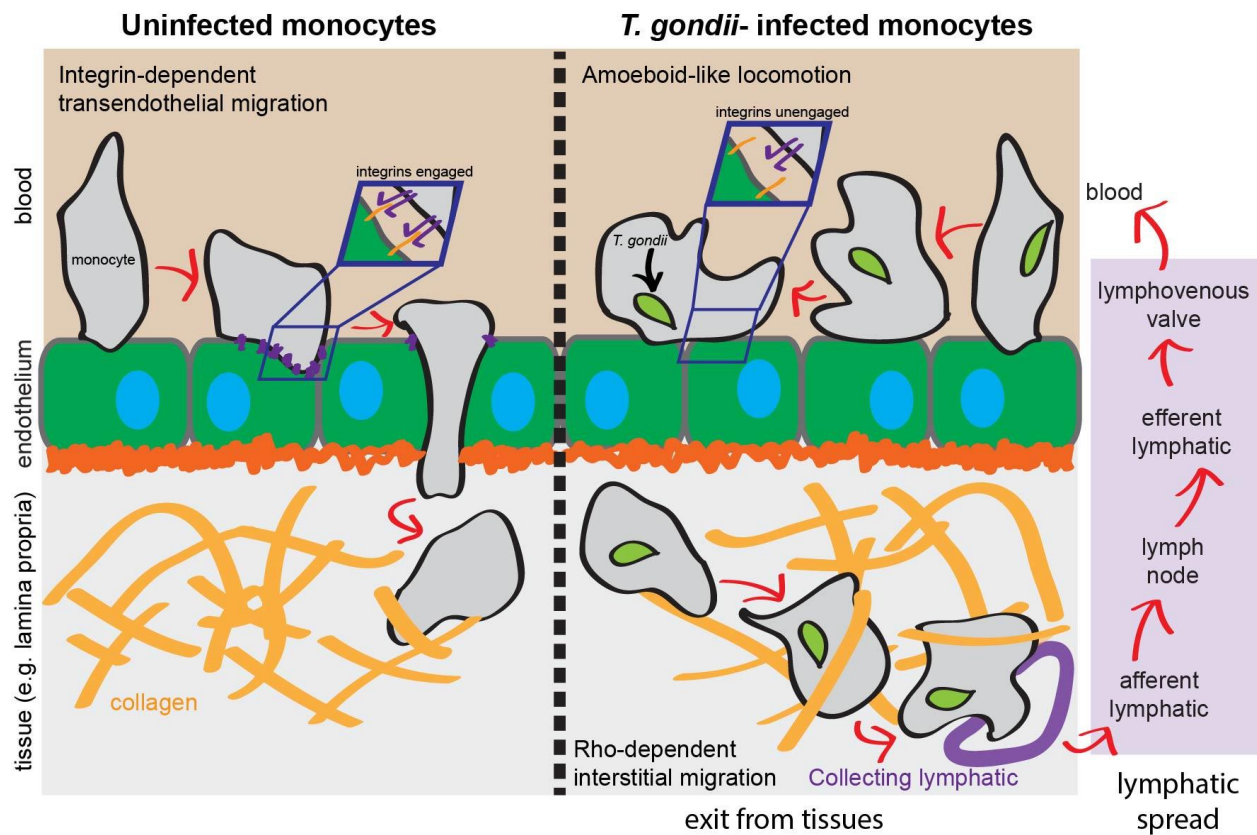 Uninfected monocytes
T. gondii- infected monocytes
Integrin-dependent
transendothelial migration
Amoeboid-like locomotion
integrins engaged
integrins unengaged
blood
monocyte
T. gondii
endothelium
tissue (e.g. lamina propria)
collagen
Rho-dependent
interstitial migration
Collecting lymphatic
exit from tissues
blood
lymphovenous
valve
efferent
lymphatic
lymph
node
afferent
lymphatic
lymphatic
spread